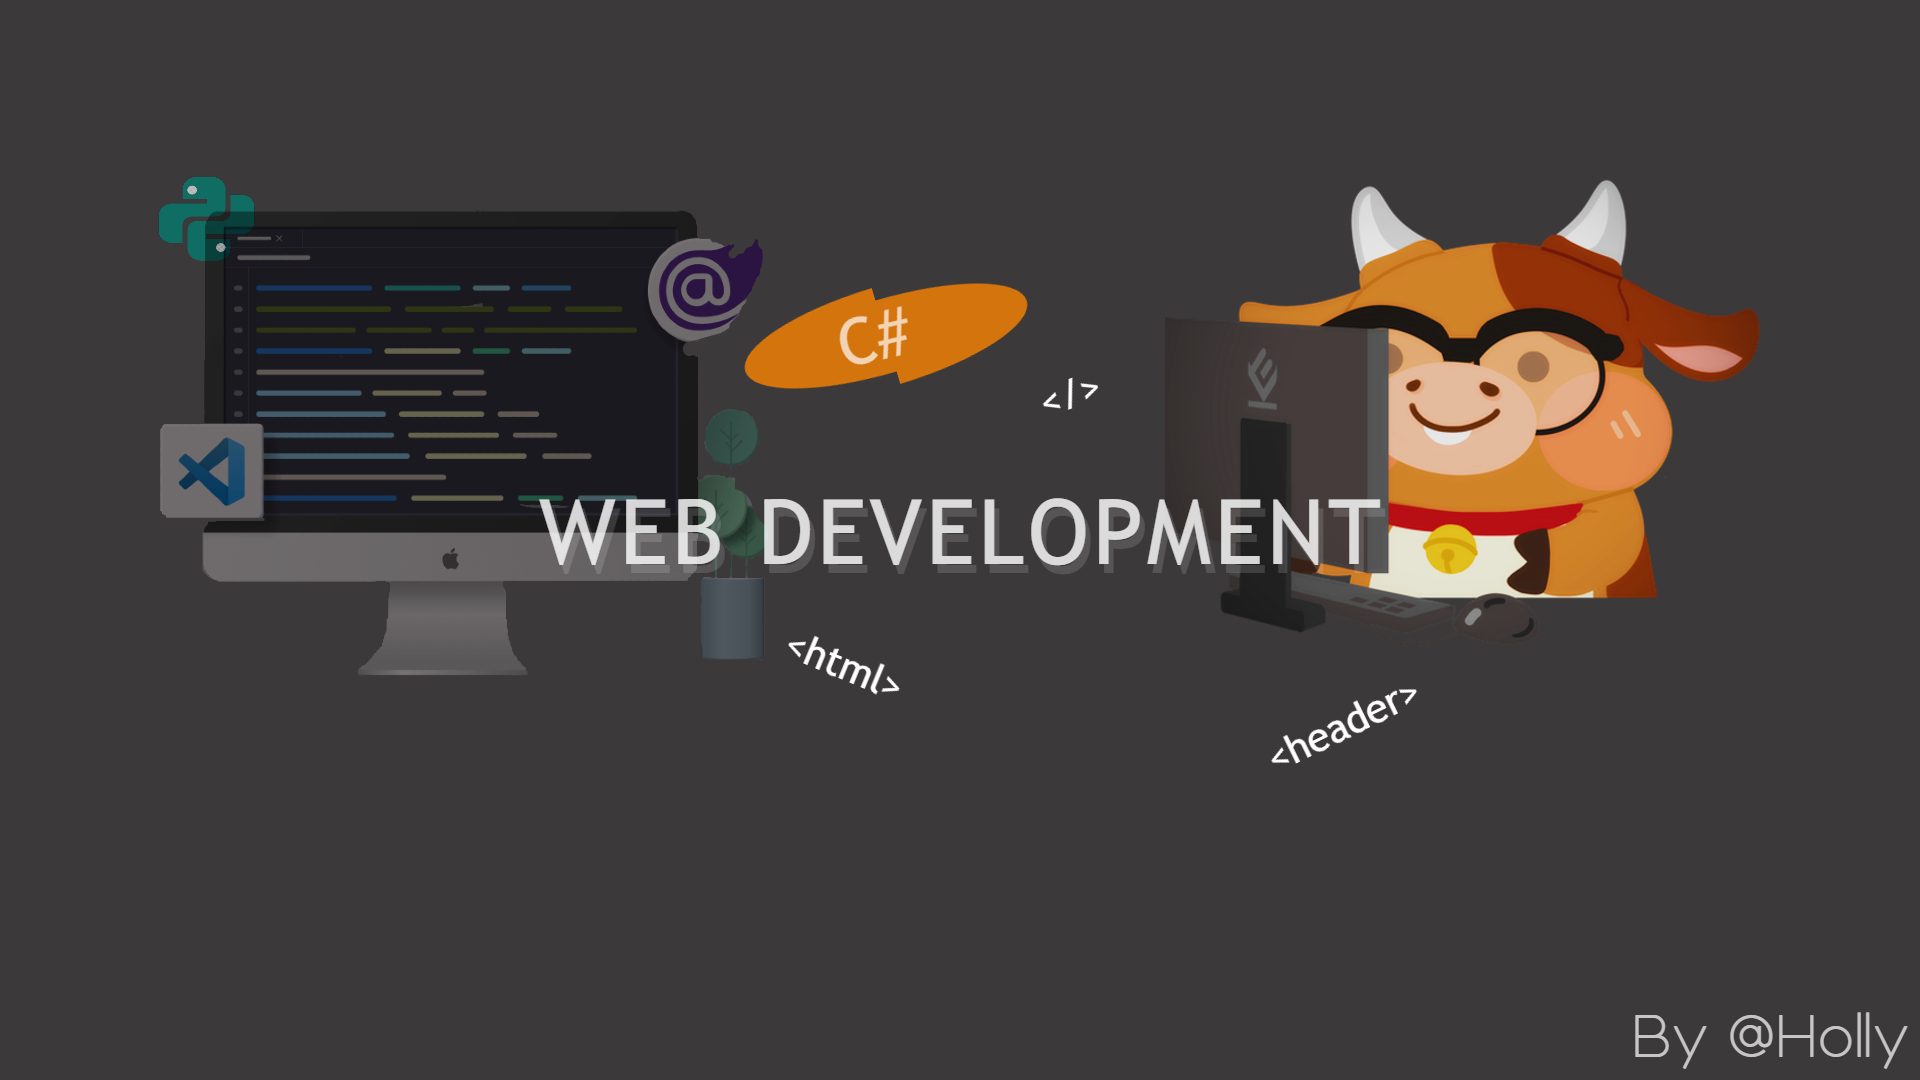 C#
</>
WEB DEVELOPMENT
<html>
<header>
By @Holly